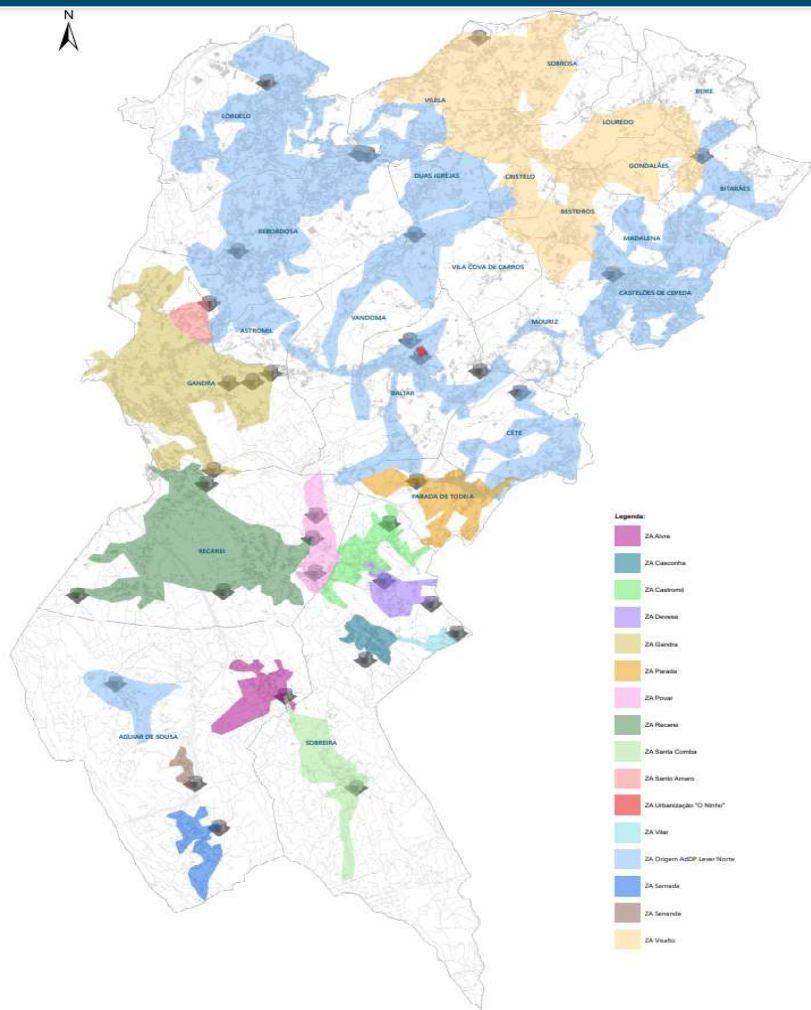 N
SOBROSA
BEIRE
VILELA
LORDELO
LOUREDO
GONDALÃES
DUAS IGREJAS
CRISTELO
BITARÃES
BESTEIROS
REBORDOSA
MADALENA
VILA COVA DE CARROS
CASTELÕES DE CEPEDA
VANDOMA
MOURIZ
ASTROMIL
GANDRA
BALTAR
CETE
PARADA DE TODEIA
RECAREI
AGUIAR DE SOUSA
SOBREIRA
Legenda:
ZA Alvre
ZA Casconha
ZA Castromil
ZA Devesa
ZA Gandra
ZA Parada
ZA Povar
ZA Recarei
ZA Santa Comba
ZA Santo Amaro
ZA Urbanização "O Ninho"
ZA Vilar
ZA Origem AdDP Lever Norte
ZA Sarnada
ZA Senande
ZA Visalto